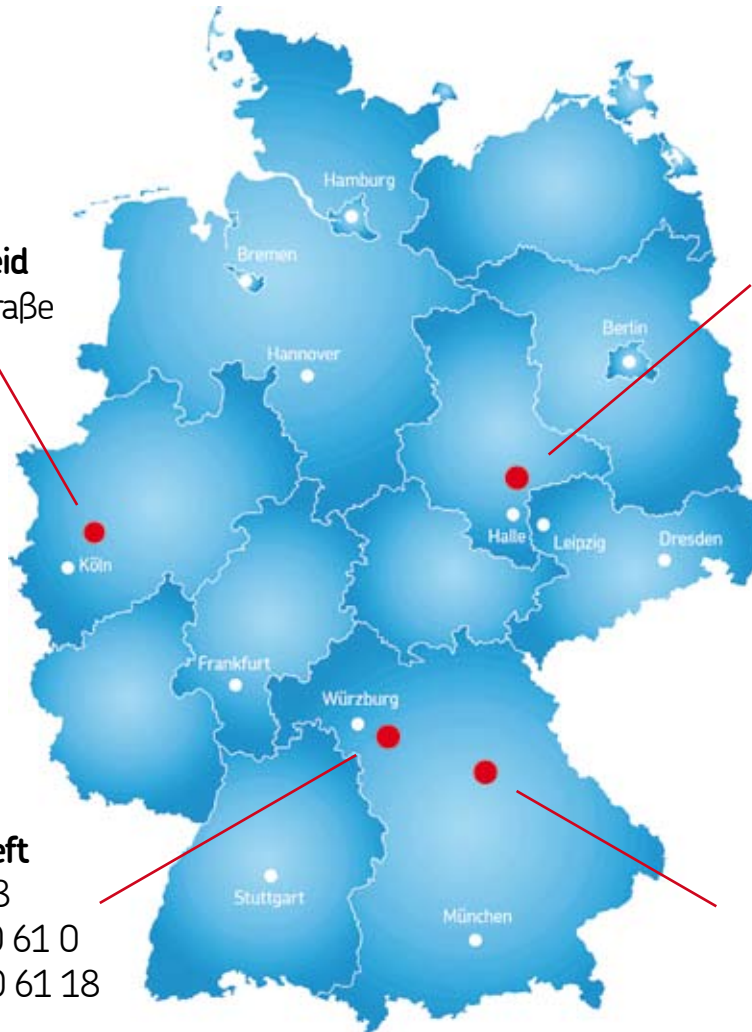 Hamburg
eid
Bremen
raße
Berlin
Hannover
Halle
Leipzig
Dresden
Köln
Frankfurt
Würzburg
eft
ß
Stuttgart
München
0 61 0
0 61 18